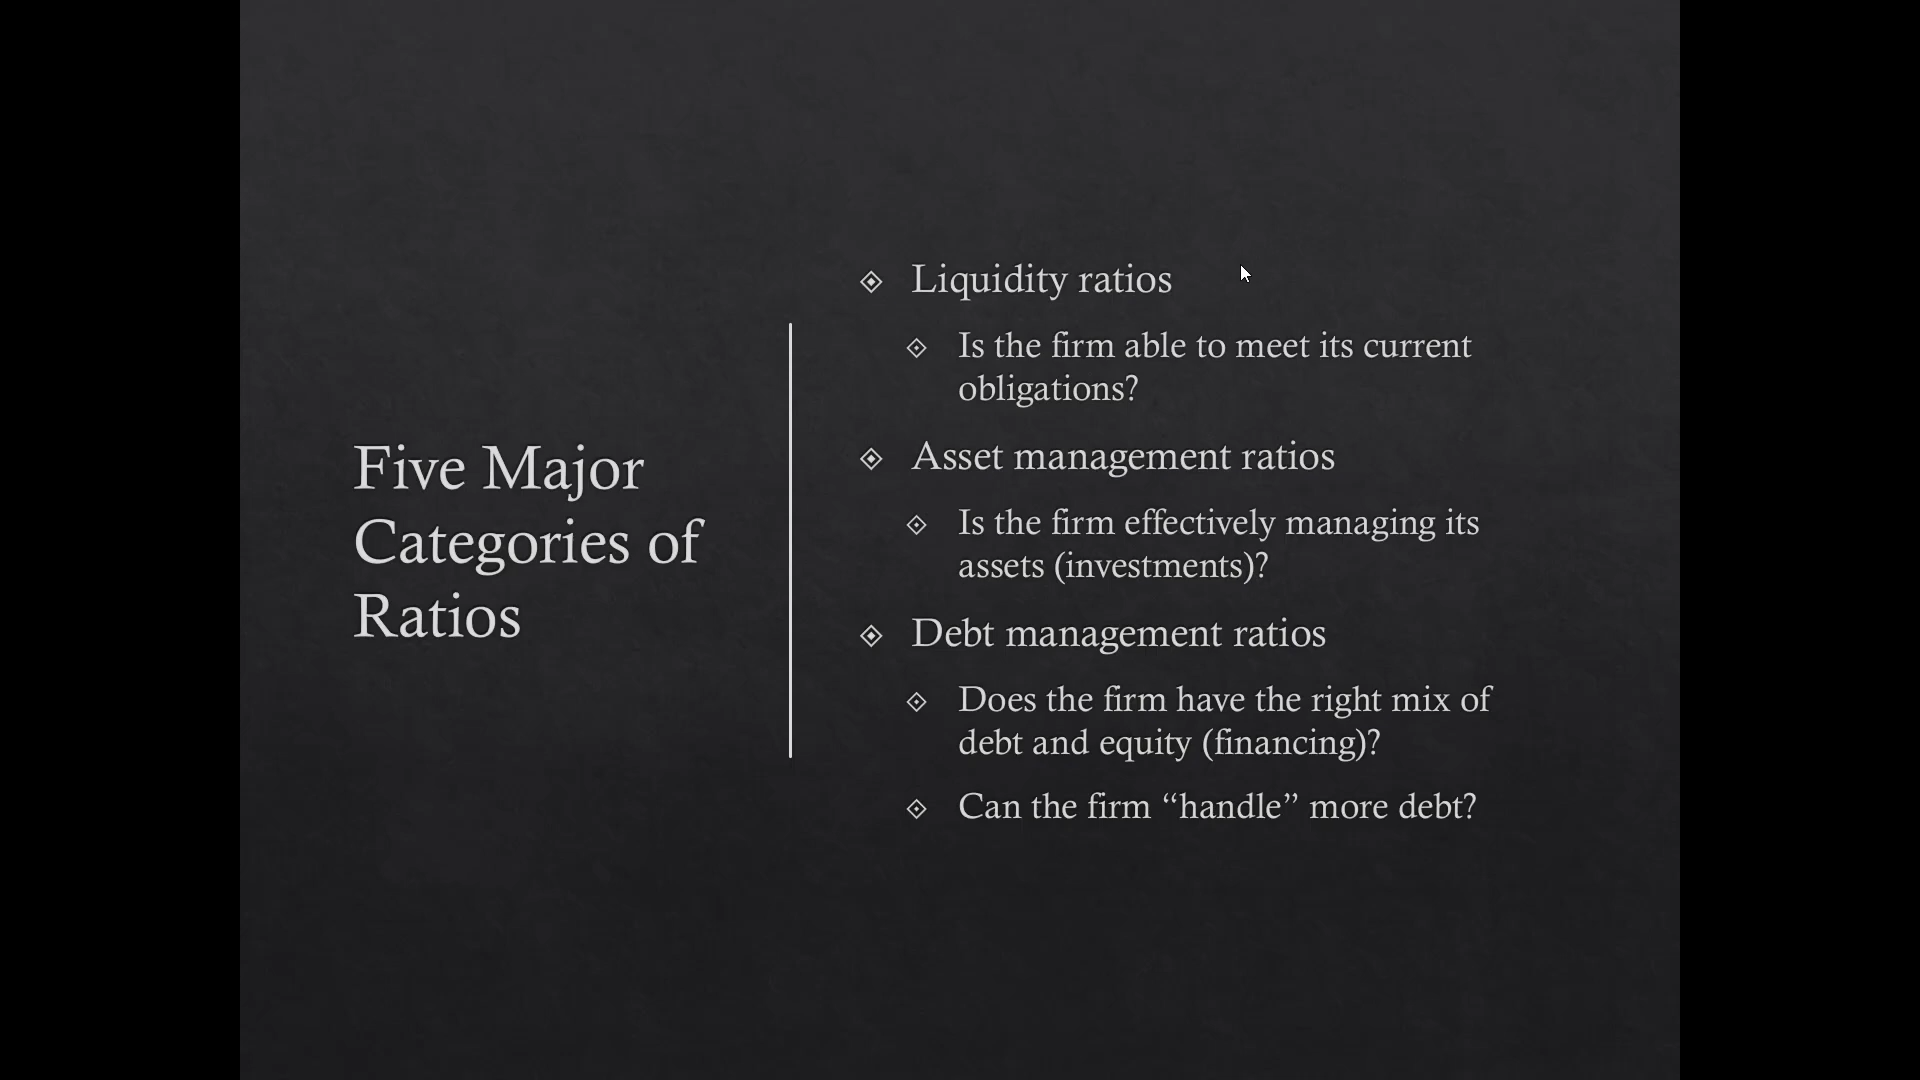 Five Major
Categories of
Ratios
Liquidity ratios
Is the firm able to meet its current
obligations?
Asset management ratios
Is the firm effectively managing its
assets (investments)?
Debt management ratios
Does the firm have the right mix of
debt and equity (financing)?
Can the firm “handle” more debt?